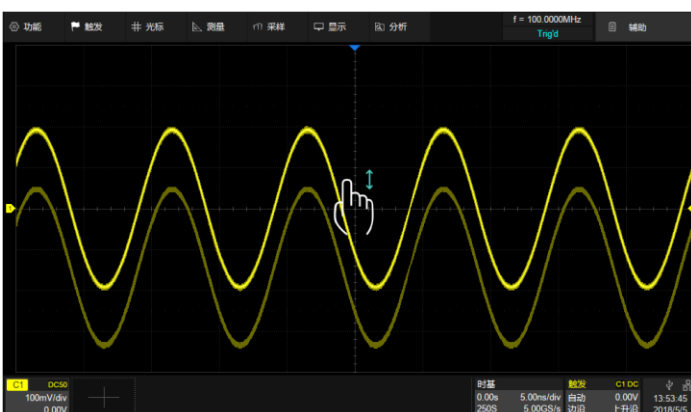 功能 触发 光标 测量 采样 显示 分析 f = 100.0000MHz 辅助
Trig'd
C1 DC50 时基 触发 C1 DC
100mV/div 0.00s 5.00ns/div 自动 0.00V 13:53:45
0.00V 250S 5.00GS/s 边沿 上升沿 2018/5/5